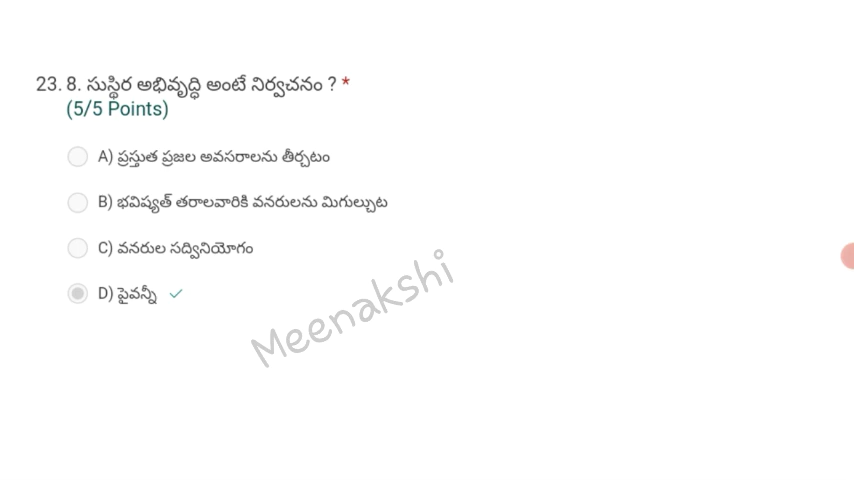 23. 8. సుస్థిర అభివృద్ధి అంటే నిర్వచనం ? *
(5/5 Points)
A) ప్రస్తుత ప్రజల అవసరాలను తీర్చటం
B) భవిష్యత్ తరాలవారికి వనరులను మిగుల్చుట
C) వనరుల సద్వినియోగం
D) పైవన్నీ ✓
Meenakshi